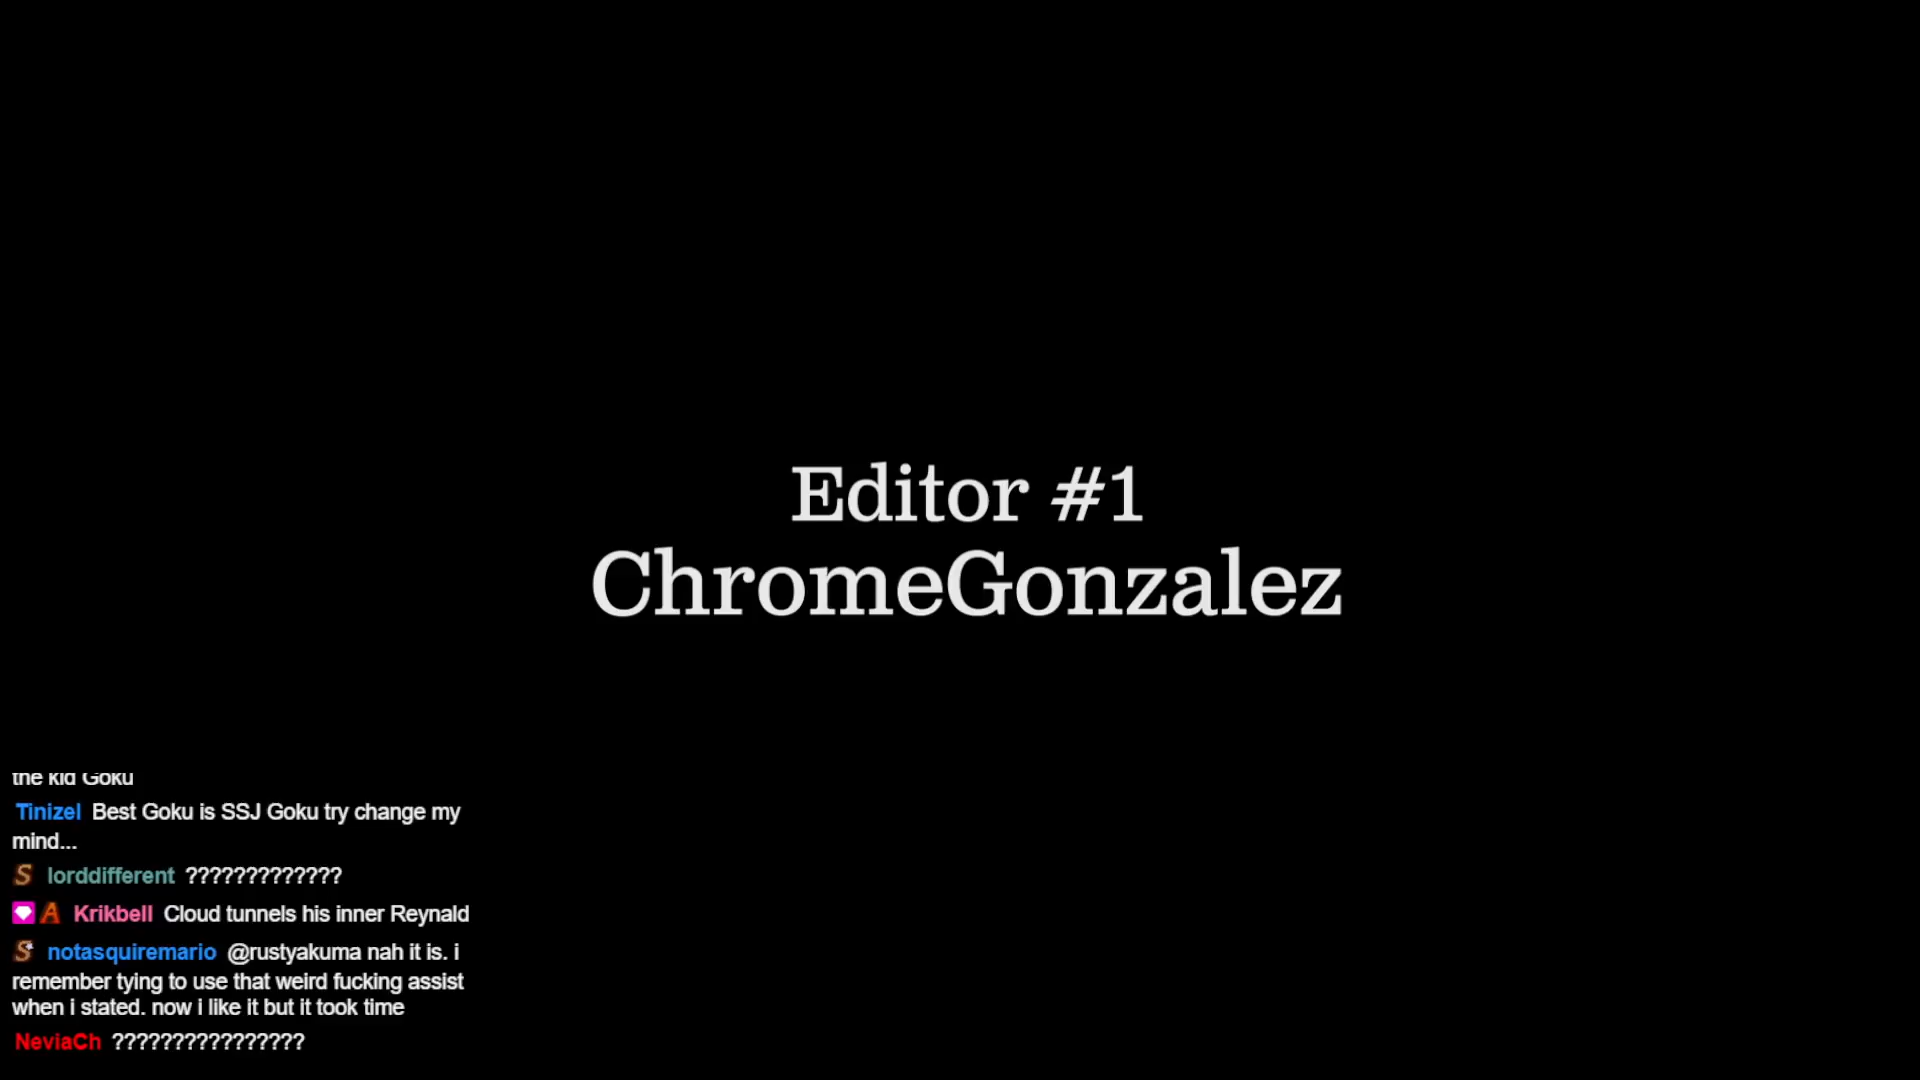 Editor #1
ChromeGonzalez
the kid Goku
Tinizel Best Goku is SSJ Goku try change my
mind...
lorddifferent ?????????????
Krikbell Cloud tunnels his inner Reynald
notasquiremario @rustyakuma nah it is. i
remember tying to use that weird fucking assist
when i stated. now i like it but it took time
NeviaCh ????????????????